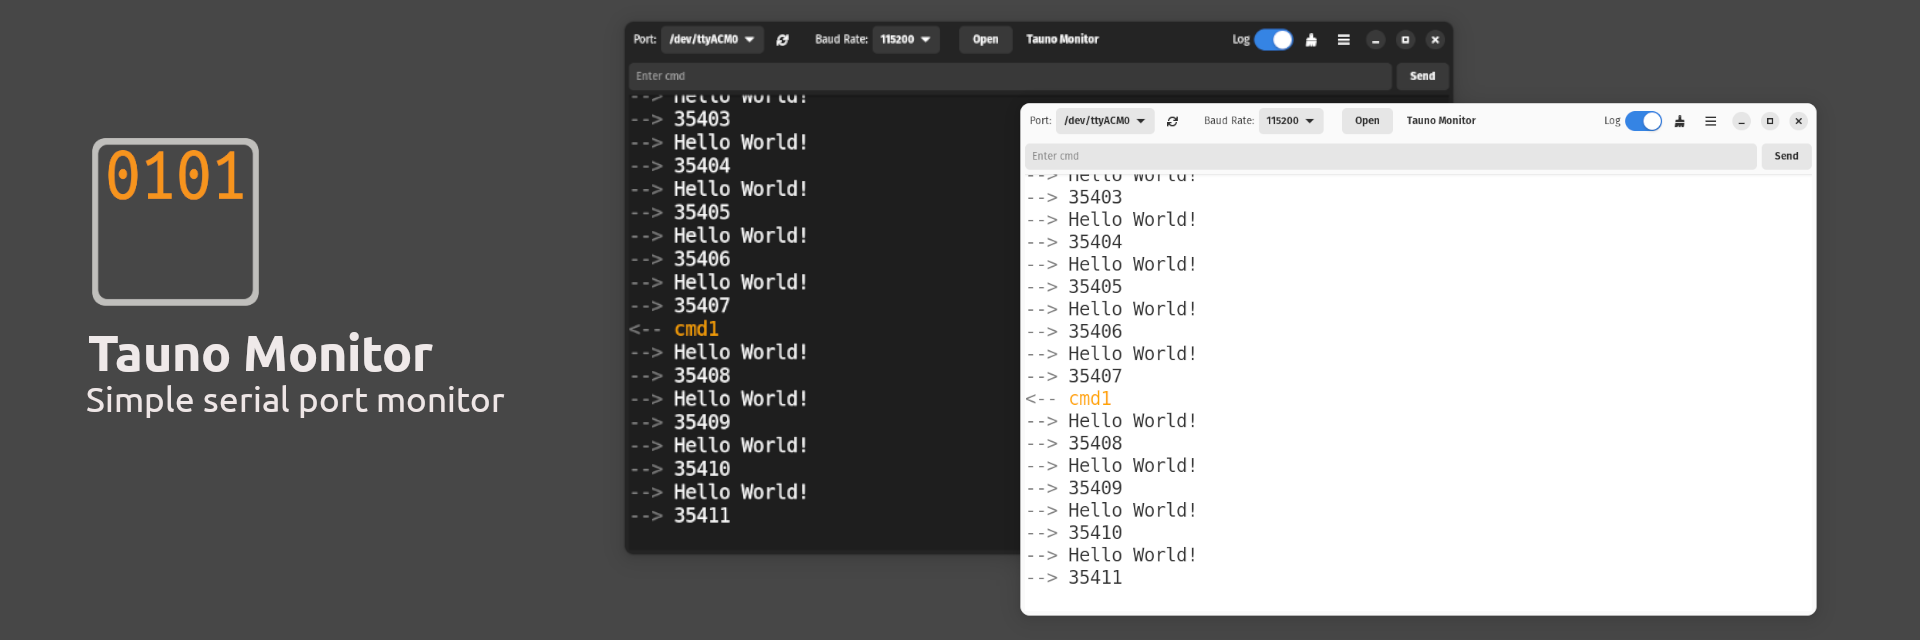 0101
Tauno Monitor
Simple serial port monitor
Port: /dev/ttyACM0 Baud Rate: 115200 Open Tauno Monitor Log
Enter cmd Send
--> Hello World!
--> 35403
--> Hello World!
--> 35404
--> Hello World!
--> 35405
--> Hello World!
--> 35406
--> Hello World!
--> 35407
<-- cmd1
--> Hello World!
--> 35408
--> Hello World!
--> 35409
--> Hello World!
--> 35410
--> Hello World!
--> 35411
Port: /dev/ttyACM0 Baud Rate: 115200 Open Tauno Monitor Log
Enter cmd Send
--> Hello World!
--> 35403
--> Hello World!
--> 35404
--> Hello World!
--> 35405
--> Hello World!
--> 35406
--> Hello World!
--> 35407
<-- cmd1
--> Hello World!
--> 35408
--> Hello World!
--> 35409
--> Hello World!
--> 35410
--> Hello World!
--> 35411